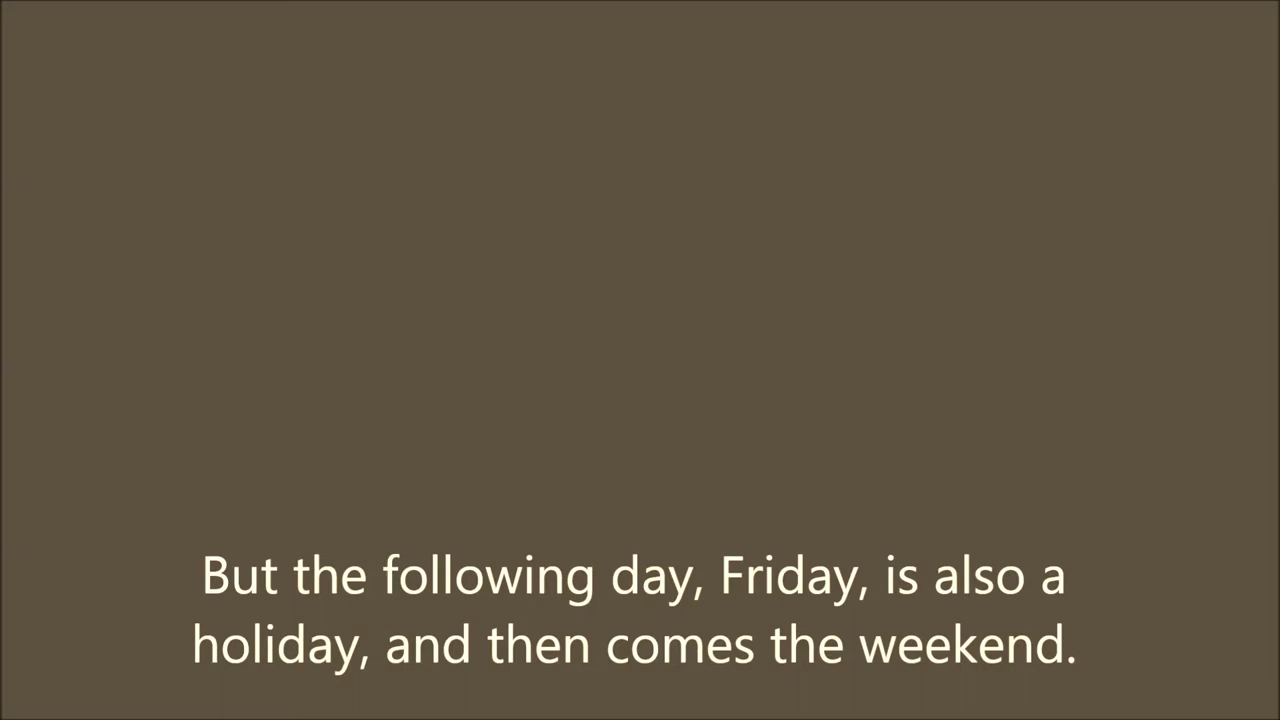 But the following day, Friday, is also a
holiday, and then comes the weekend.